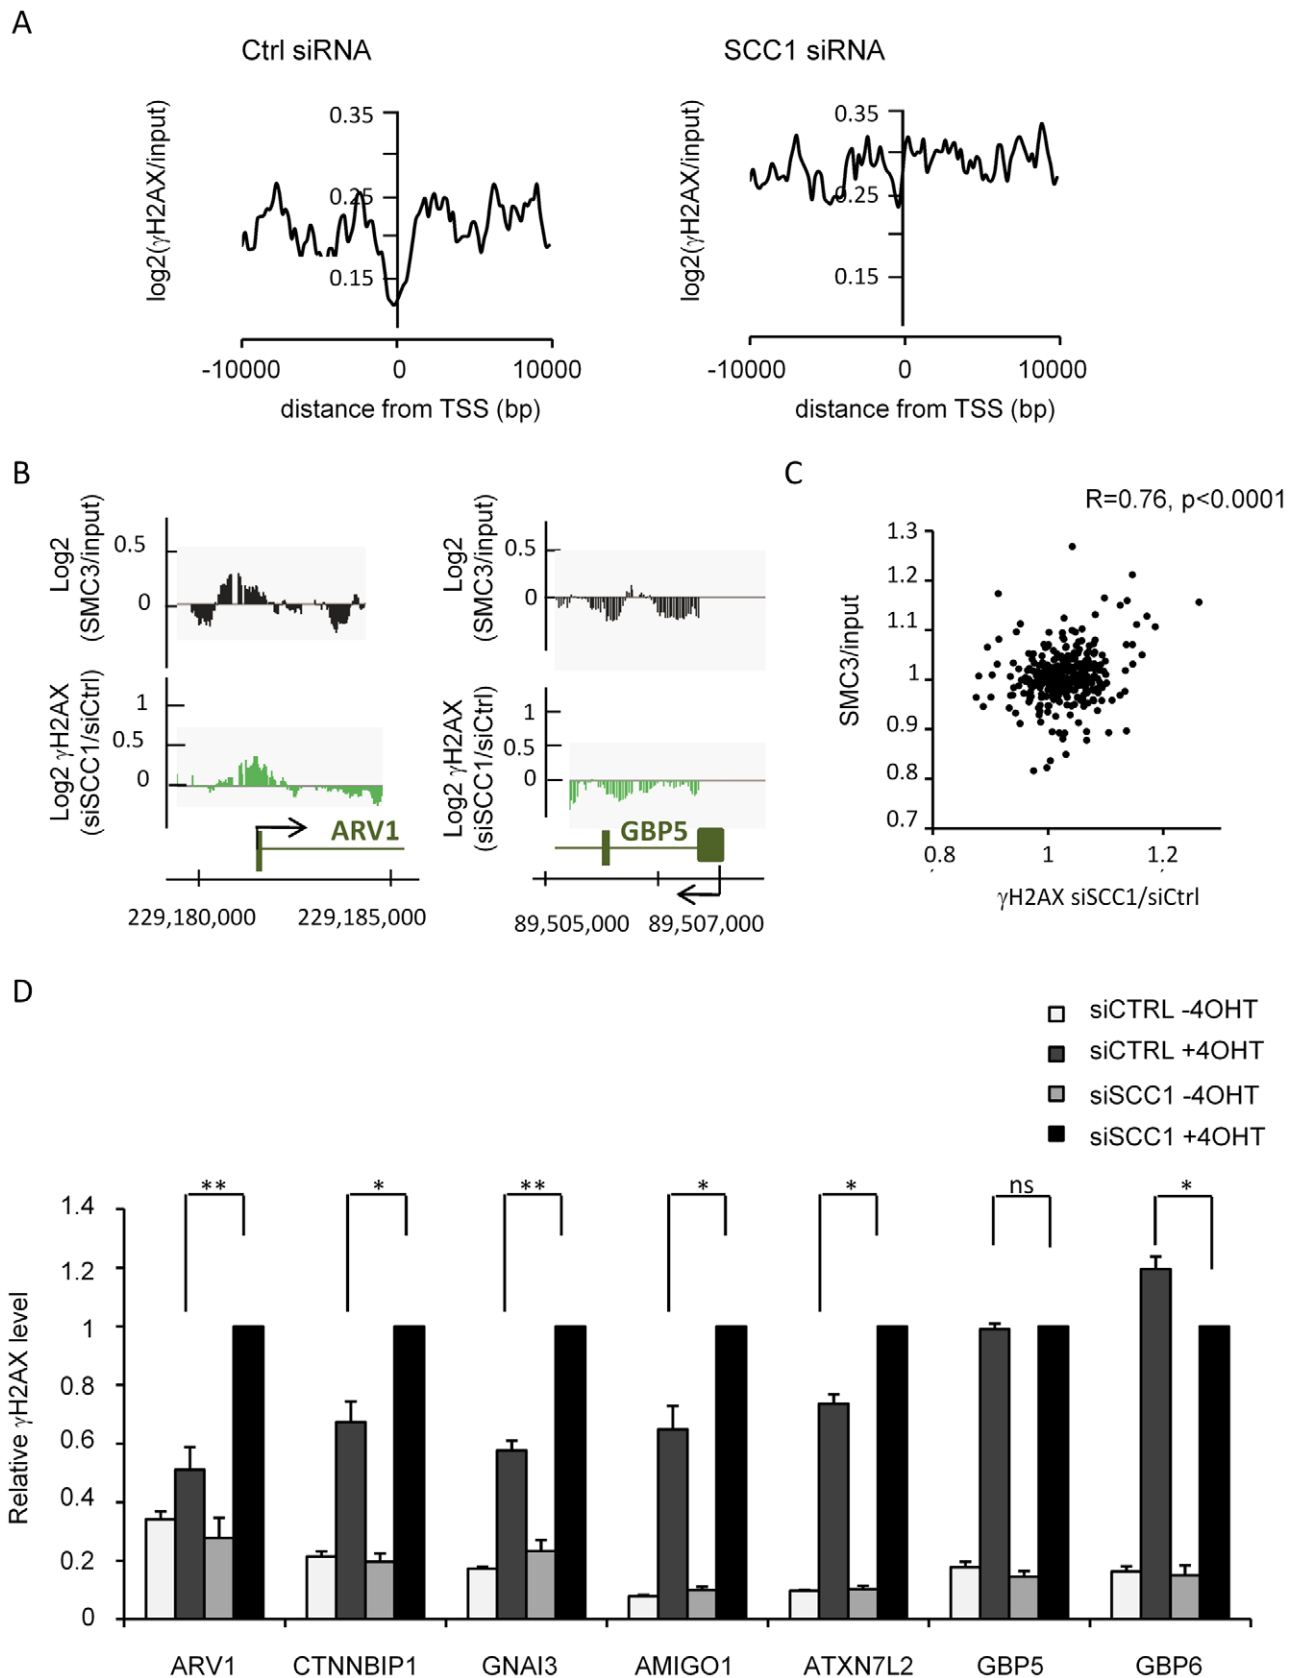 A
Ctrl siRNA
SCC1 siRNA
log2(γH2AX/input)
0.35
0.25
0.15
-10000 0 10000
distance from TSS (bp)
log2(γH2AX/input)
0.35
0.25
0.15
-10000 0 10000
distance from TSS (bp)
B
Log2
(SMC3/input)
0.5
0
Log2 γH2AX
(siSCC1/siCtrl)
1
0.5
0
ARV1
229,180,000 229,185,000
Log2
(SMC3/input)
0.5
0
Log2 γH2AX
(siSCC1/siCtrl)
1
0.5
0
GBP5
89,505,000 89,507,000
C
R=0.76, p<0.0001
SMC3/input
1.3
1.2
1.1
1
0.9
0.8
0.7
0.8 1 1.2
γH2AX siSCC1/siCtrl
D
siCTRL -4OHT
siCTRL +4OHT
siSCC1 -4OHT
siSCC1 +4OHT
** * ** * * ns *
Relative γH2AX level
1.4
1.2
1
0.8
0.6
0.4
0.2
0
ARV1 CTNNBIP1 GNAI3 AMIGO1 ATXN7L2 GBP5 GBP6